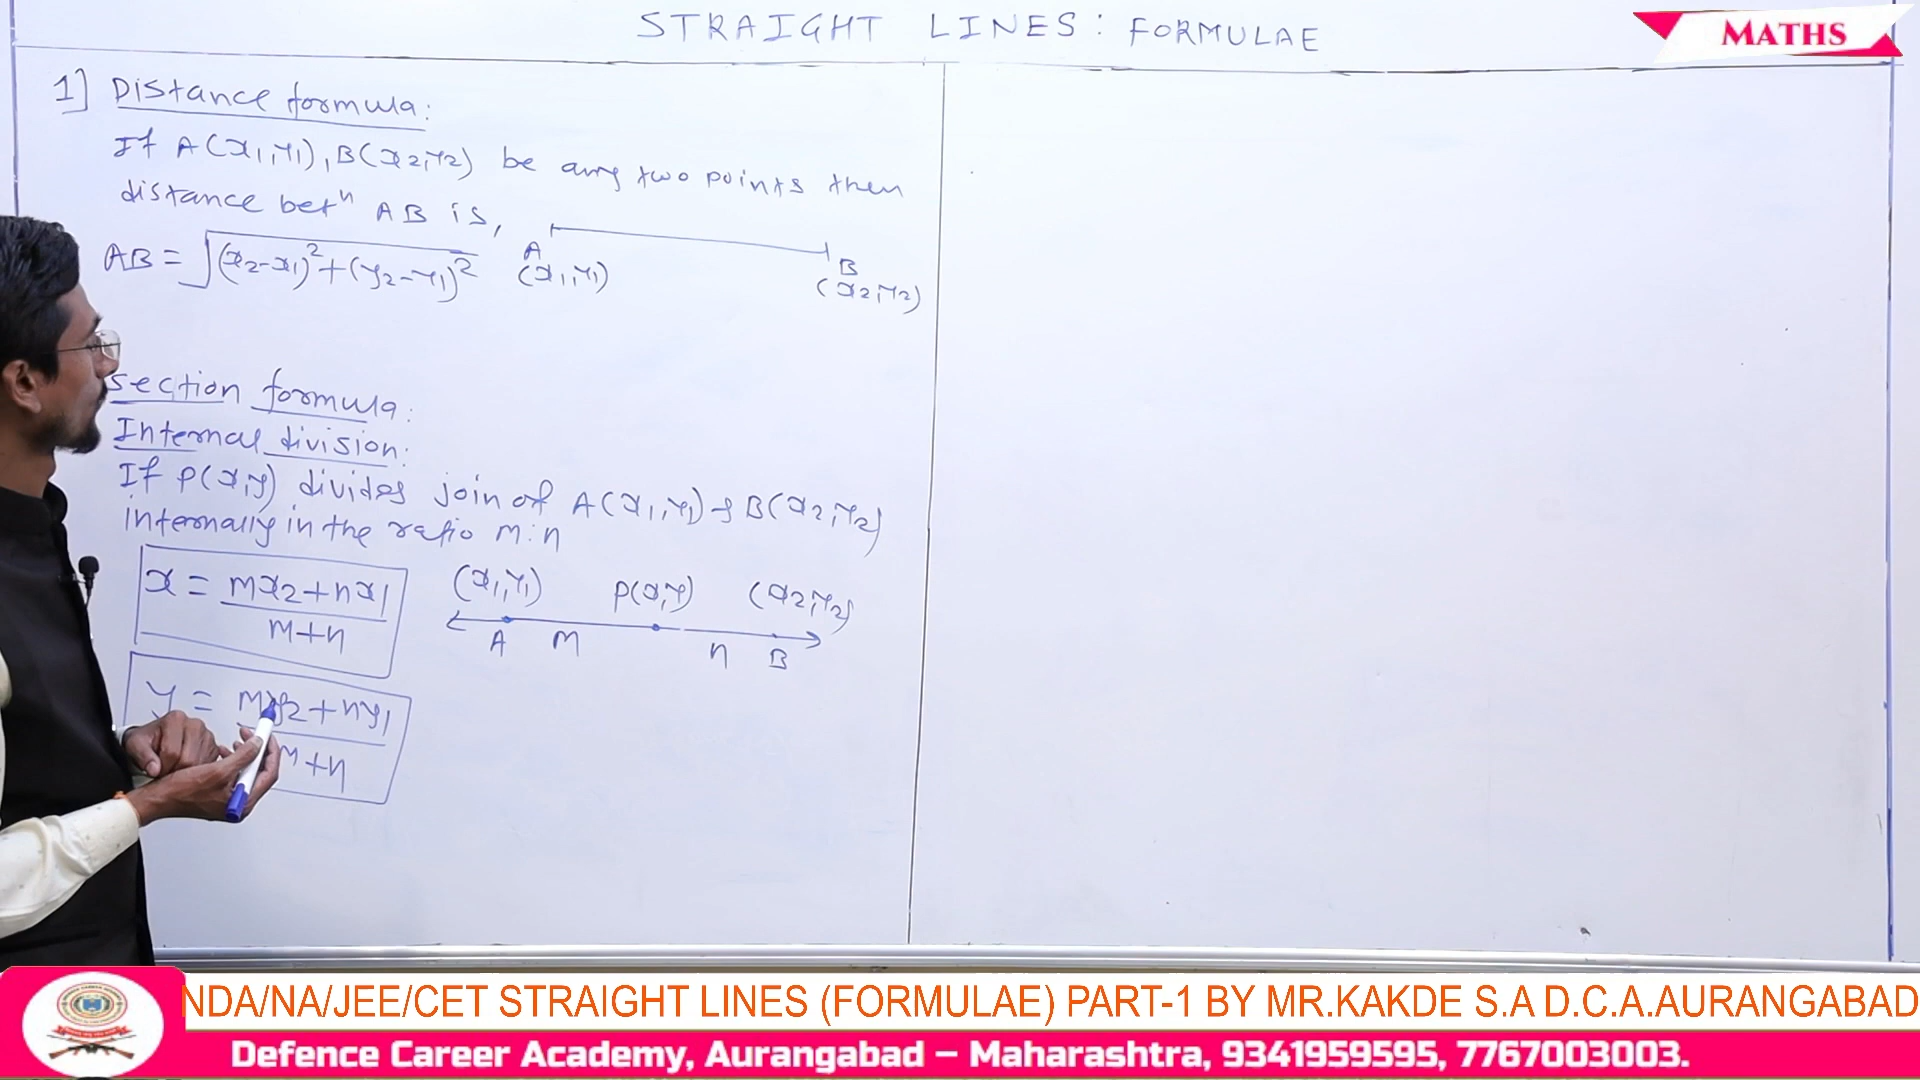 STRAIGHT LINES: FORMULAE
MATHS
1] Distance formula:
If A(x1,y1), B(x2,y2) be any two points then
distance betⁿ AB is,
AB = √(x2-x1)²+(y2-y1)²
A
(x1,y1)
B
(x2,y2)
section formula:
Internal division:
If P(x,y) divides join of A(x1,y1) & B(x2,y2)
internally in the ratio m:n
x = mx2+nx1
m+n
(x1,y1) P(x,y) (x2,y2)
A m n B
y = my2+ny1
m+n
NDA/NA/JEE/CET STRAIGHT LINES (FORMULAE) PART-1 BY MR.KAKDE S.A D.C.A.AURANGABAD
Defence Career Academy, Aurangabad – Maharashtra, 9341959595, 7767003003.